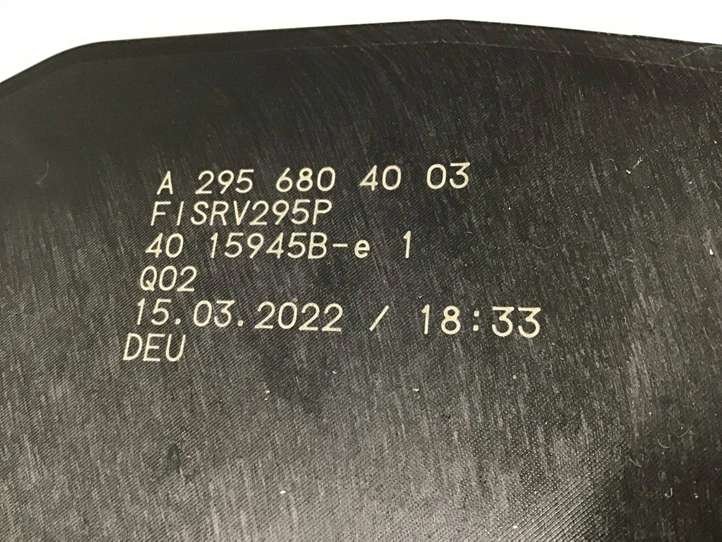 A 295 680 40 03
FISRV295P
40 15945B-e 1
Q02
15.03.2022 / 18:33
DEU